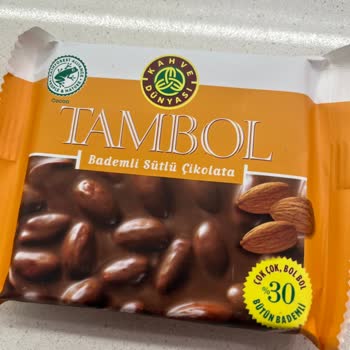 KAHVE
DÜNYASI
TAMBOL
Bademli Sütlü Çikolata
ÇOK ÇOK, BOL BOL
%30
BÜTÜN BADEMLİ